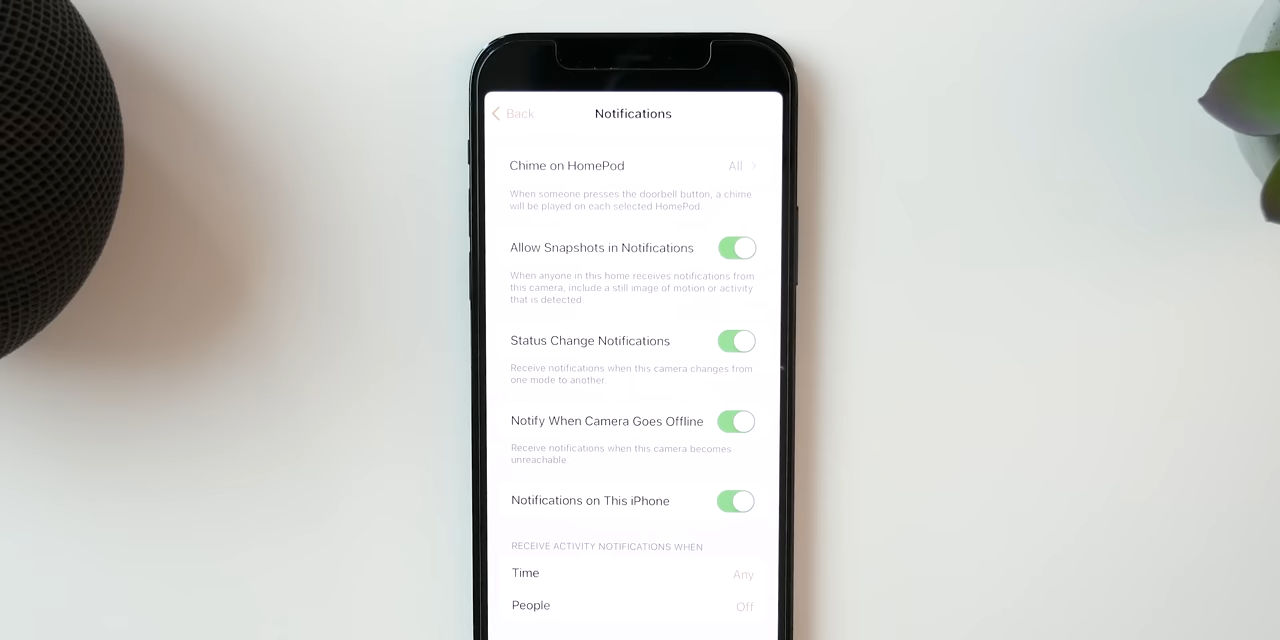 Back
Notifications
Chime on HomePod
All
When someone presses the doorbell button, a chime
will be played on each selected HomePod.
Allow Snapshots in Notifications
When anyone in this home receives notifications from
this camera, include a still image of motion or activity
that is detected.
Status Change Notifications
Receive notifications when this camera changes from
one mode to another.
Notify When Camera Goes Offline
Receive notifications when this camera becomes
unreachable
Notifications on This iPhone
RECEIVE ACTIVITY NOTIFICATIONS WHEN
Time
Any
People
Off